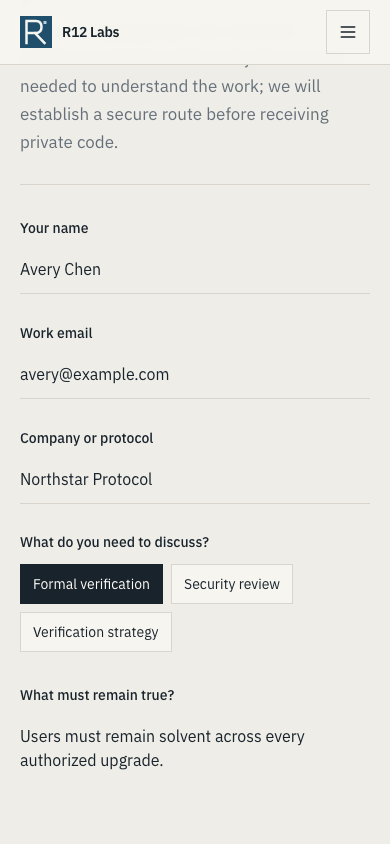 R12 Labs
needed to understand the work; we will
establish a secure route before receiving
private code.
Your name
Avery Chen
Work email
avery@example.com
Company or protocol
Northstar Protocol
What do you need to discuss?
Formal verification
Security review
Verification strategy
What must remain true?
Users must remain solvent across every
authorized upgrade.